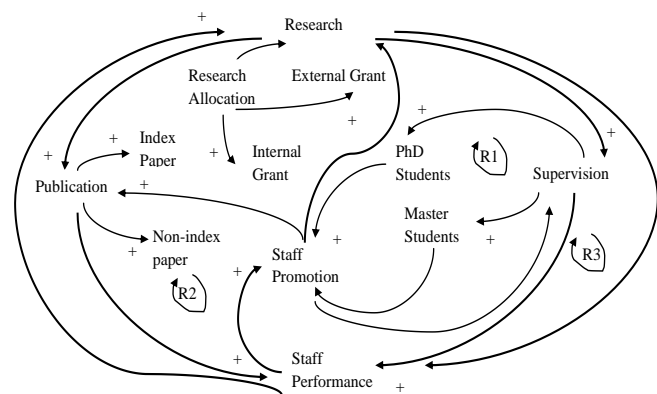 +
Research
Research
Allocation
External Grant
+
+
+
Index
Paper
+
Internal
Grant
PhD
Students
R1
+
+
Publication
+
Supervision
Master
Students
+
Non-index
paper
+
R2
+
Staff
Promotion
+
+
R3
+
Staff
Performance
+